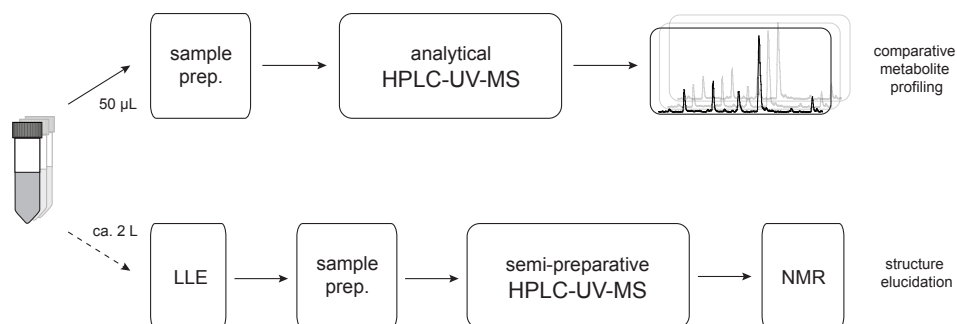 sample
prep.
analytical
HPLC-UV-MS
comparative
metabolite
profiling
50 µL
ca. 2 L
LLE
sample
prep.
semi-preparative
HPLC-UV-MS
NMR
structure
elucidation